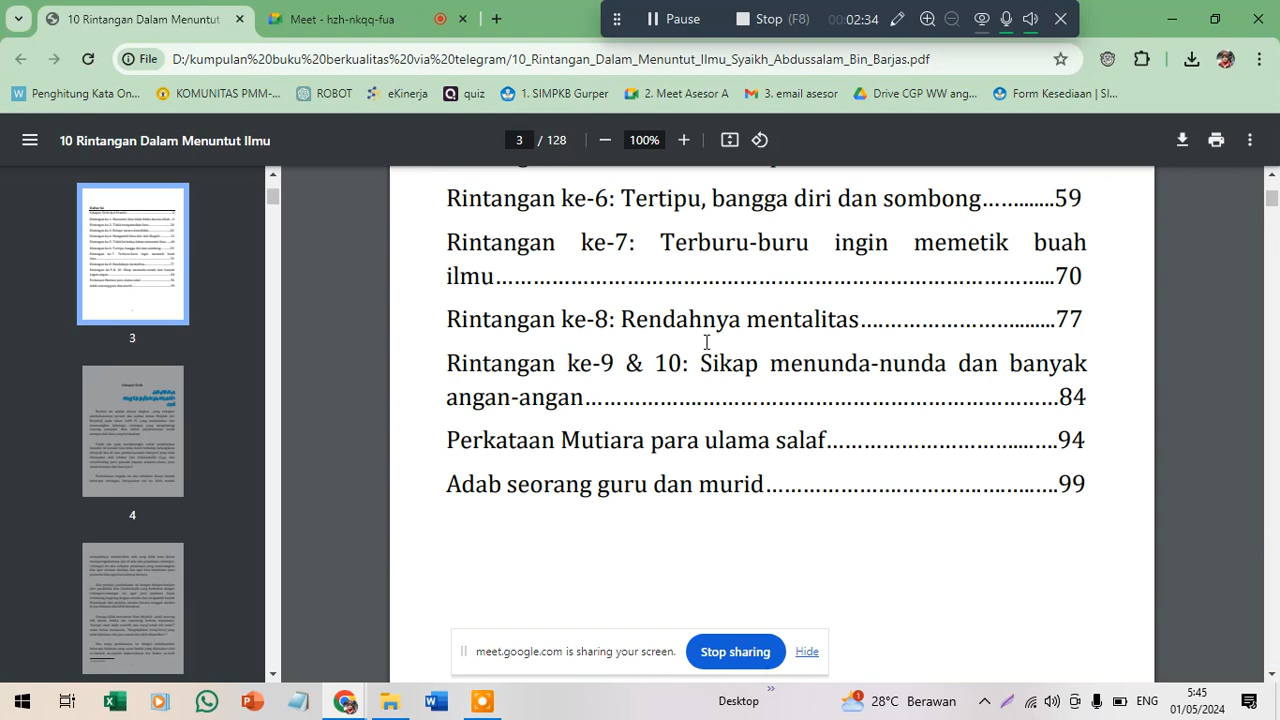 10 Rintangan Dalam Menuntut
Meet - hzh-nkqq-fua
Pause
Stop (F8)
00:02:34
File
D:/kumpulan%20buku%20berkualitas%20via%20telegram/10_Rintangan_Dalam_Menuntut_Ilmu_Syaikh_Abdussalam_Bin_Barjas.pdf
Penghitung Kata On...
KOMUNITAS PMM-...
ROBOT
eKinerja
quiz
1. SIMPKB Gurper
2. Meet Asesor A
3. email asesor
Drive CGP WW ang...
Form Kesediaan | Sl...
10 Rintangan Dalam Menuntut Ilmu
3 / 128
100%
Rintangan ke-6: Tertipu, bangga diri dan sombong............59
Rintangan ke-7: Terburu-buru ingin memetik buah
ilmu……………………………………………………………………...70
Rintangan ke-8: Rendahnya mentalitas……………………........77
Rintangan ke-9 & 10: Sikap menunda-nunda dan banyak
angan-angan……………………………………………………84
Perkataan Mutiara para ulama salaf…………………………...94
Adab seorang guru dan murid……………………………………99
3
4
meet.google.com is sharing your screen.
Stop sharing
Hide
Desktop
28°C Berawan
ENG
5:45
01/05/2024